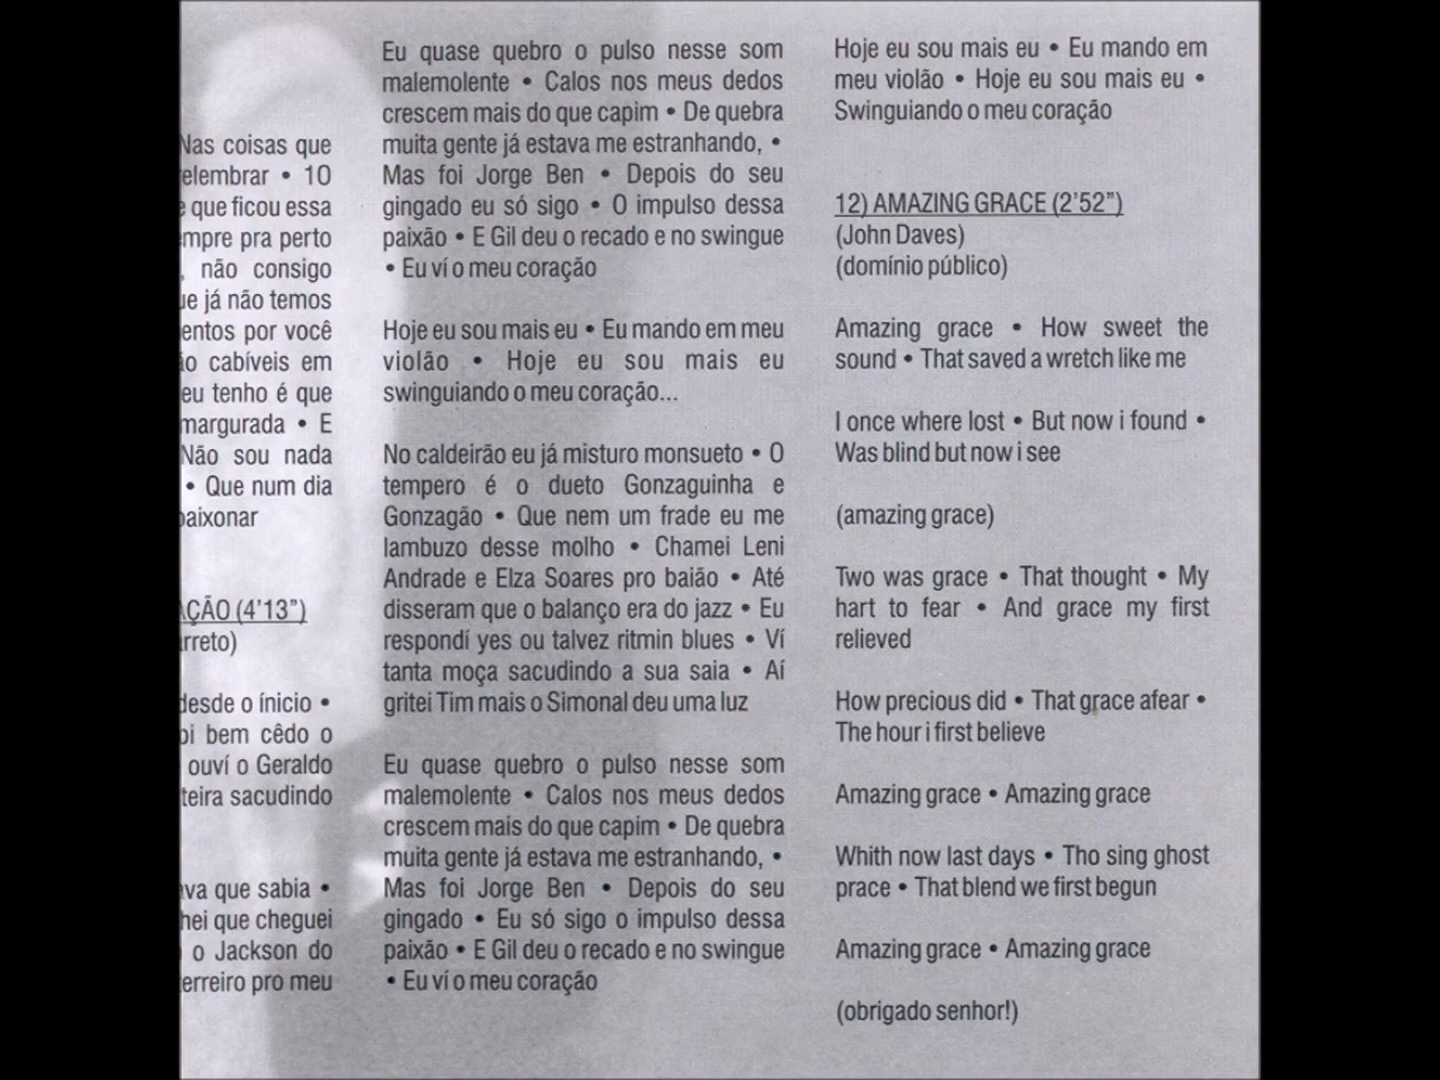 Nas coisas que
elembrar • 10
e que ficou essa
mpre pra perto
, não consigo
ue já não temos
entos por você
ão cabíveis em
eu tenho é que
margurada • E
Não sou nada
• Que num dia
paixonar
AÇÃO (4'13")
rreto)
desde o ínicio •
oi bem cêdo o
ouví o Geraldo
teira sacudindo
ava que sabia •
hei que cheguei
o Jackson do
erreiro pro meu
Eu quase quebro o pulso nesse som
malemolente • Calos nos meus dedos
crescem mais do que capim • De quebra
muita gente já estava me estranhando, •
Mas foi Jorge Ben • Depois do seu
gingado eu só sigo • O impulso dessa
paixão • E Gil deu o recado e no swingue
• Eu ví o meu coração
Hoje eu sou mais eu • Eu mando em meu
violão • Hoje eu sou mais eu
swinguiando o meu coração...
No caldeirão eu já misturo monsueto • O
tempero é o dueto Gonzaguinha e
Gonzagão • Que nem um frade eu me
lambuzo desse molho • Chamei Leni
Andrade e Elza Soares pro baião • Até
disseram que o balanço era do jazz • Eu
respondí yes ou talvez ritmin blues • Ví
tanta moça sacudindo a sua saia • Aí
gritei Tim mais o Simonal deu uma luz
Eu quase quebro o pulso nesse som
malemolente • Calos nos meus dedos
crescem mais do que capim • De quebra
muita gente já estava me estranhando, •
Mas foi Jorge Ben • Depois do seu
gingado • Eu só sigo o impulso dessa
paixão • E Gil deu o recado e no swingue
• Eu ví o meu coração
Hoje eu sou mais eu • Eu mando em
meu violão • Hoje eu sou mais eu •
Swinguiando o meu coração
12) AMAZING GRACE (2'52")
(John Daves)
(domínio público)
Amazing grace • How sweet the
sound • That saved a wretch like me
I once where lost • But now i found •
Was blind but now i see
(amazing grace)
Two was grace • That thought • My
hart to fear • And grace my first
relieved
How precious did • That grace afear •
The hour i first believe
Amazing grace • Amazing grace
Whith now last days • Tho sing ghost
prace • That blend we first begun
Amazing grace • Amazing grace
(obrigado senhor!)